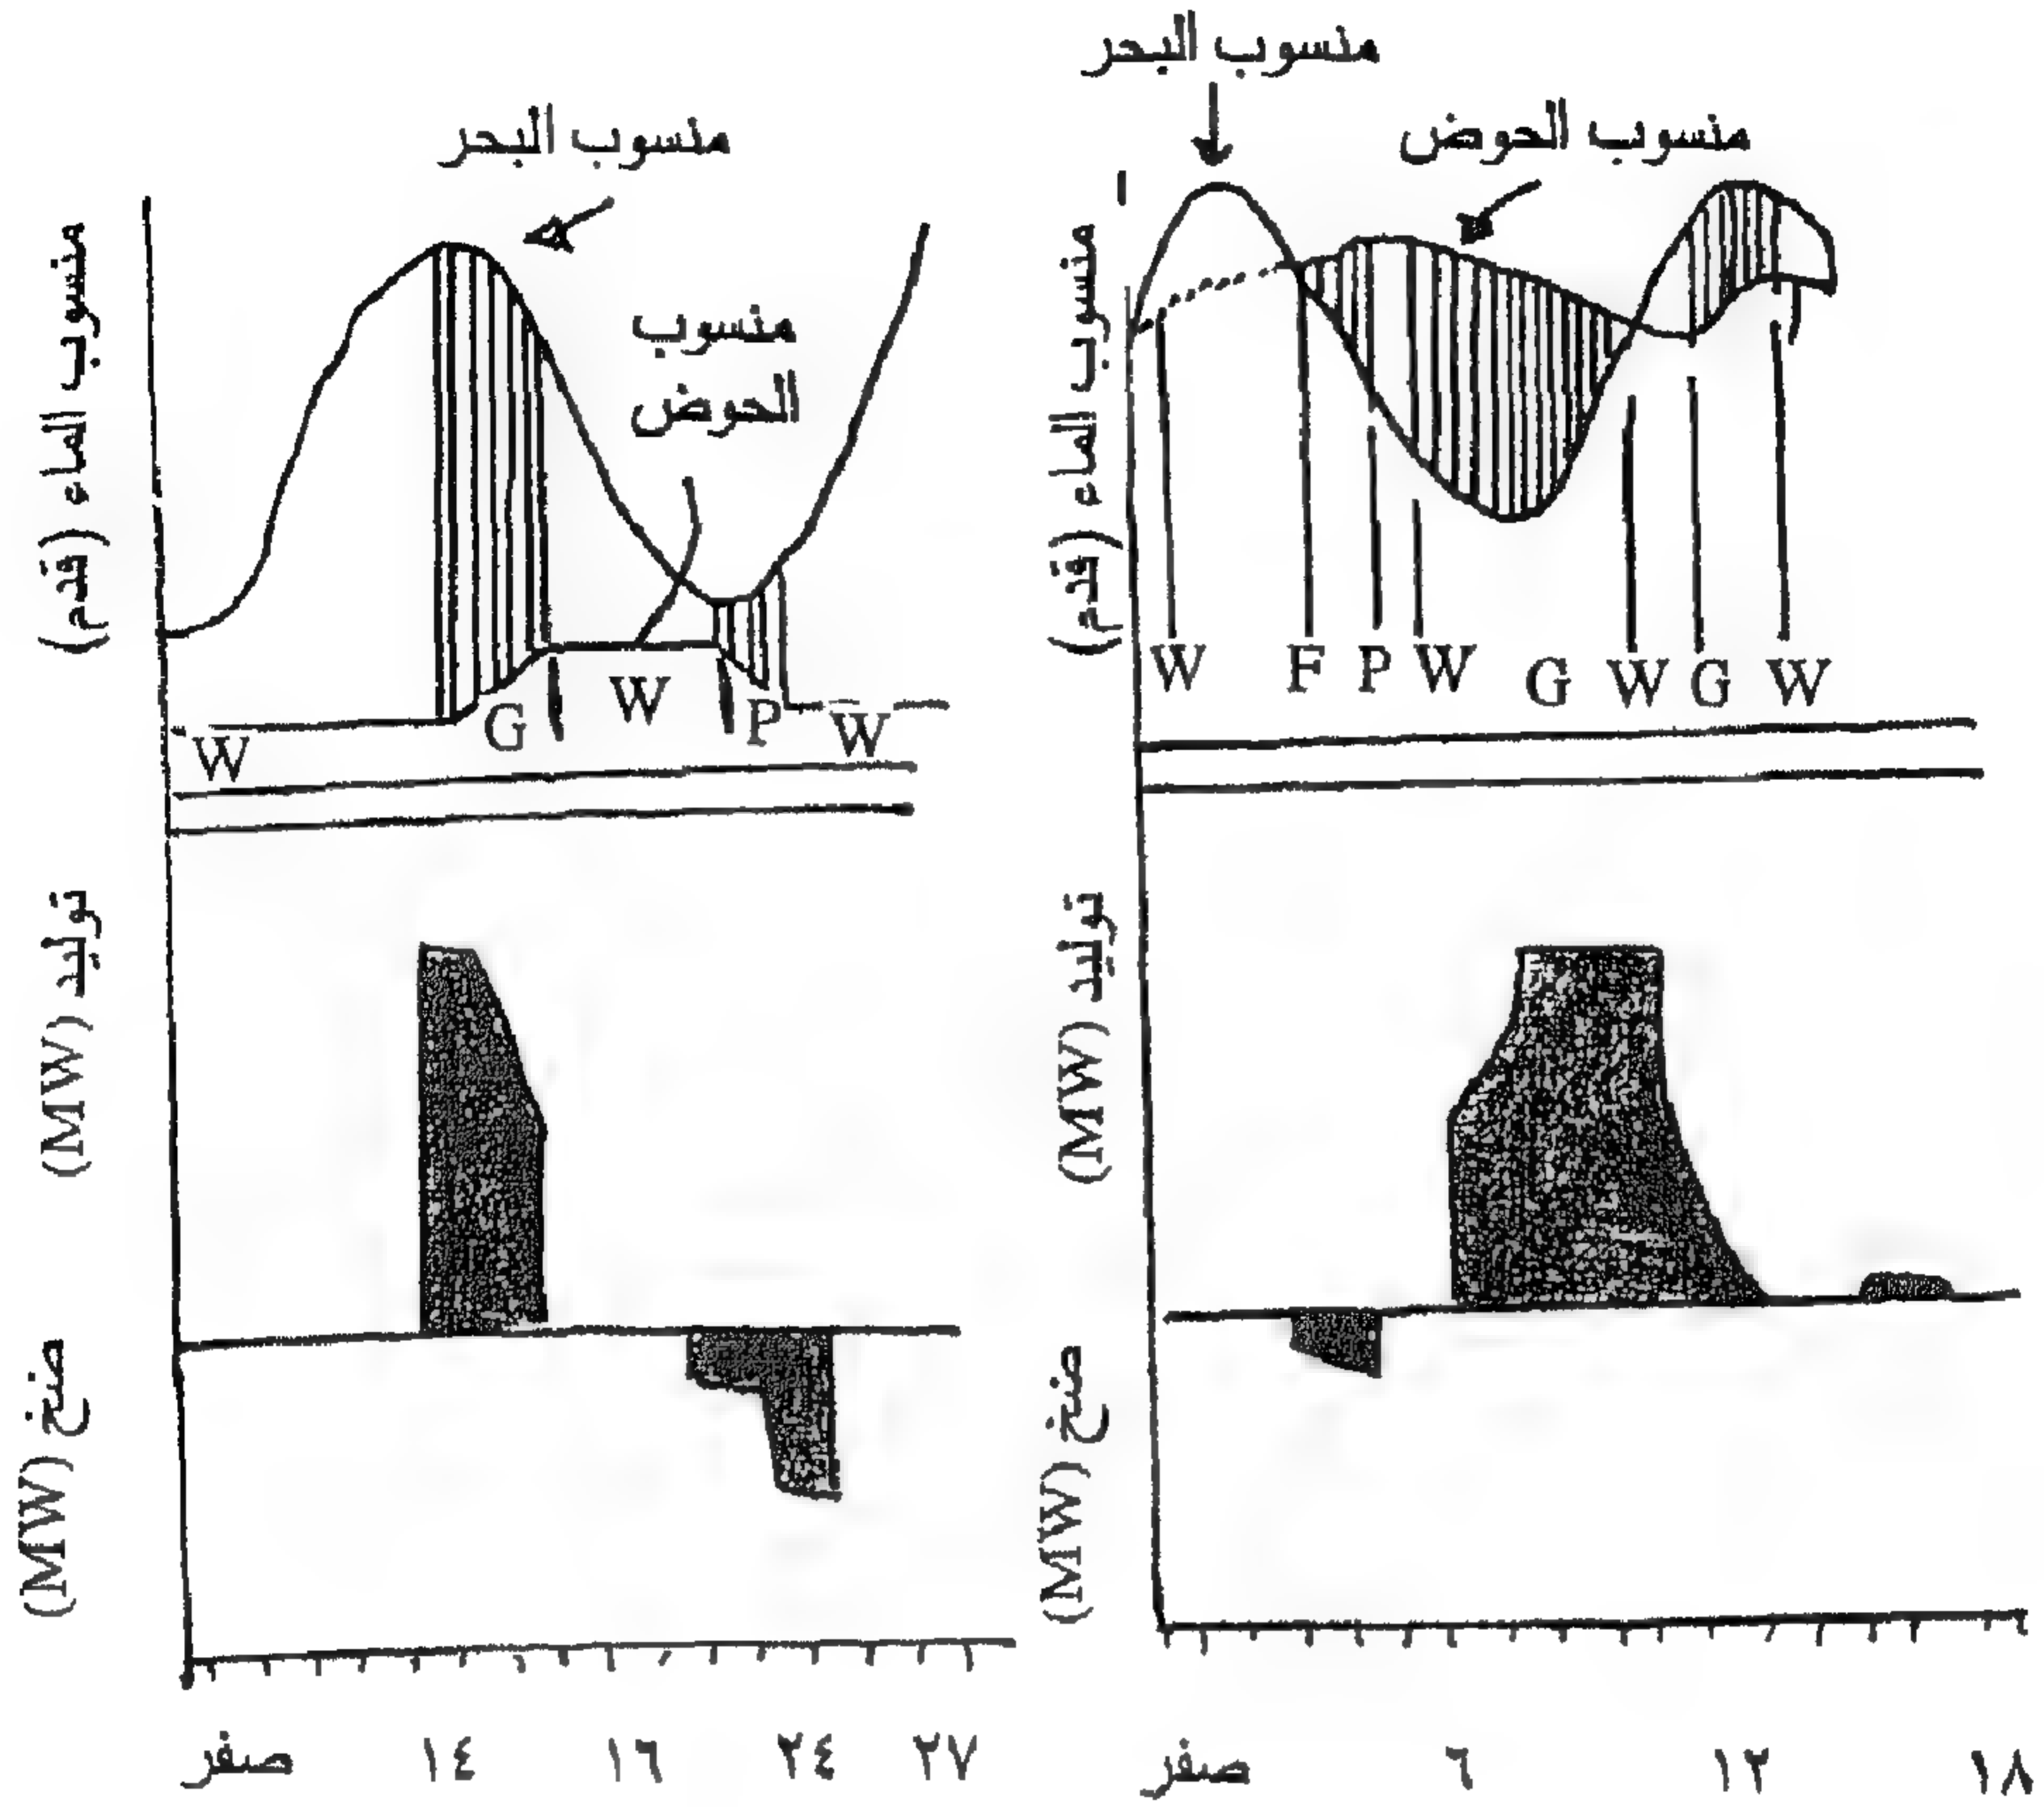 منسوب البحر
منسوب الحوض
منسوب الماء (قدم)
W F P W G W G W
توليد (MW)
ضخ (MW)
صفر ٦ ١٢ ١٨
منسوب البحر
منسوب
الحوض
منسوب الماء (قدم)
W G W P W
توليد (MW)
ضخ (MW)
صفر ١٤ ١٦ ٢٤ ٢٧